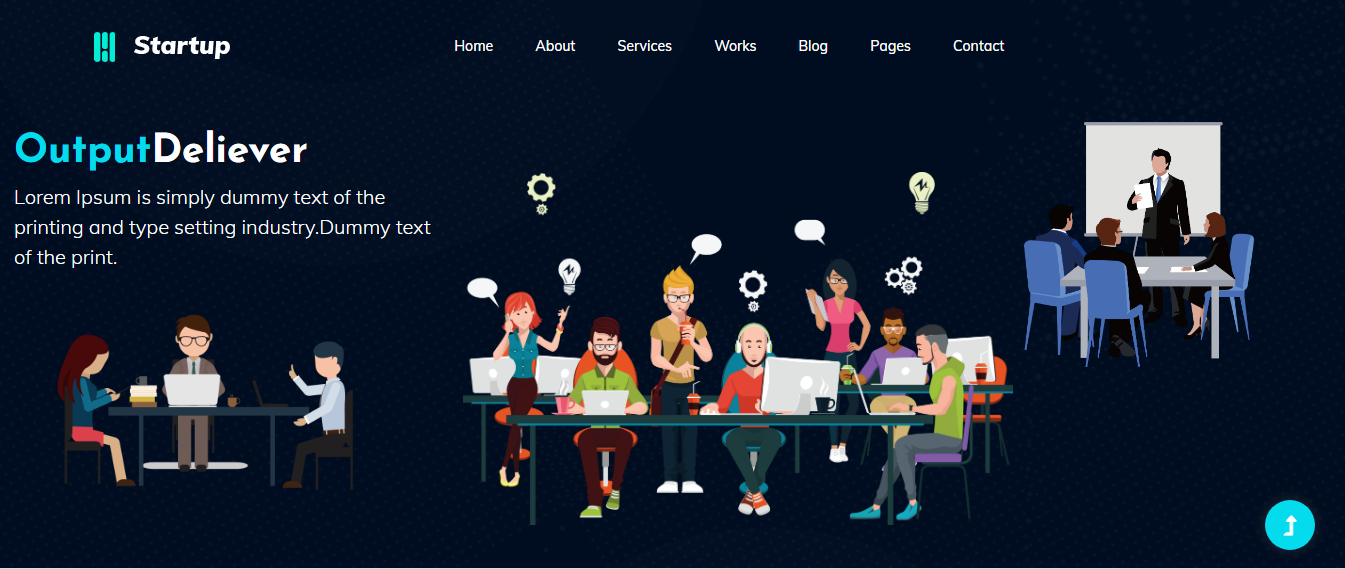 Startup
Home About Services Works Blog Pages Contact
OutputDeliever
Lorem Ipsum is simply dummy text of the
printing and type setting industry.Dummy text
of the print.